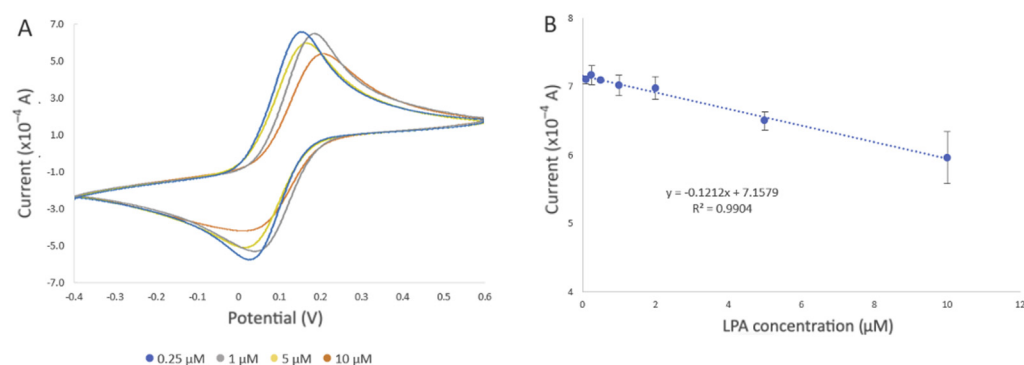 A
Current (x10⁻⁴ A)
7.0
5.0
3.0
1.0
-1.0
-3.0
-5.0
-7.0
-0.4 -0.3 -0.2 -0.1 0 0.1 0.2 0.3 0.4 0.5 0.6
Potential (V)
0.25 µM 1 µM 5 µM 10 µM
B
Current (x10⁻⁴ A)
8
7
6
5
4
y = -0.1212x + 7.1579
R² = 0.9904
0 2 4 6 8 10 12
LPA concentration (µM)